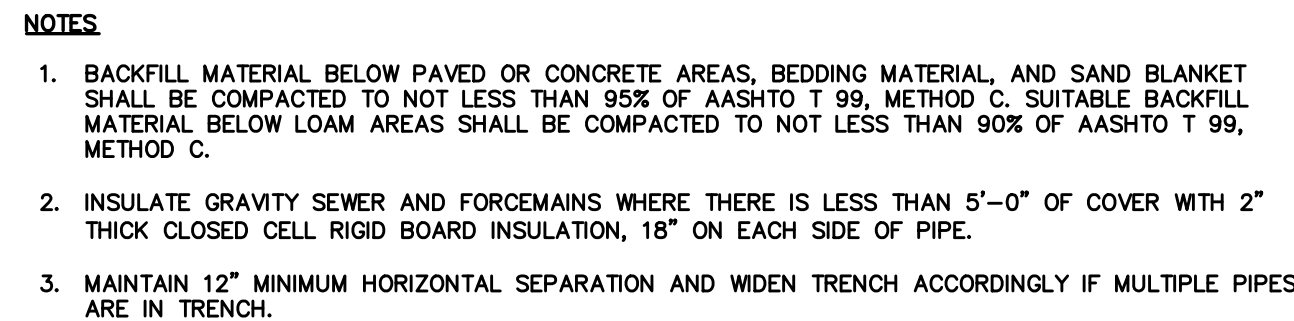 NOTES
1. BACKFILL MATERIAL BELOW PAVED OR CONCRETE AREAS, BEDDING MATERIAL, AND SAND BLANKET
SHALL BE COMPACTED TO NOT LESS THAN 95% OF AASHTO T 99, METHOD C. SUITABLE BACKFILL
MATERIAL BELOW LOAM AREAS SHALL BE COMPACTED TO NOT LESS THAN 90% OF AASHTO T 99,
METHOD C.
2. INSULATE GRAVITY SEWER AND FORCEMAINS WHERE THERE IS LESS THAN 5'-0" OF COVER WITH 2"
THICK CLOSED CELL RIGID BOARD INSULATION, 18" ON EACH SIDE OF PIPE.
3. MAINTAIN 12" MINIMUM HORIZONTAL SEPARATION AND WIDEN TRENCH ACCORDINGLY IF MULTIPLE PIPES
ARE IN TRENCH.